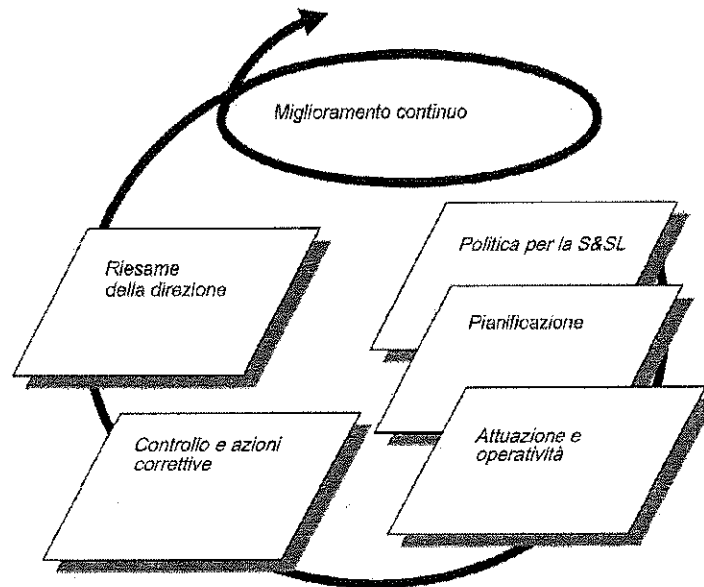 Miglioramento continuo
Politica per la S&SL
Riesame
della direzione
Pianificazione
Attuazione e
operatività
Controllo e azioni
correttive